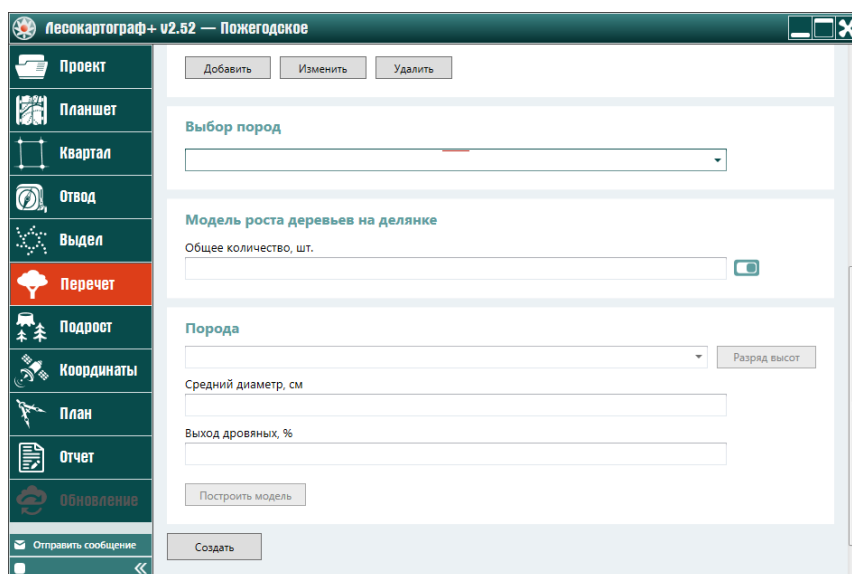 Лесокартограф+ v2.52 — Пожегодское
Проект
Планшет
Квартал
Отвод
Выдел
Перечет
Подрост
Координаты
План
Отчет
Обновление
Отправить сообщение
Добавить
Изменить
Удалить
Выбор пород
Модель роста деревьев на делянке
Общее количество, шт.
Порода
Разряд высот
Средний диаметр, см
Выход дровяных, %
Построить модель
Создать